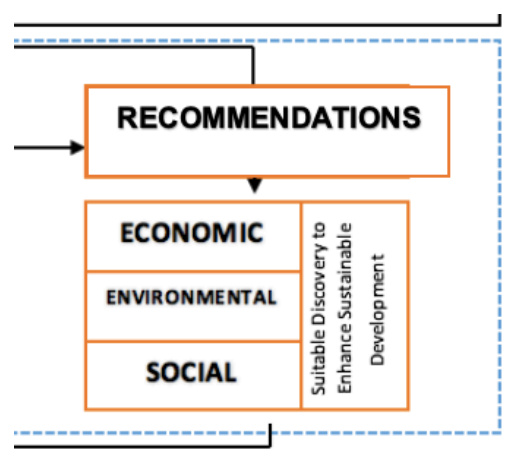 RECOMMENDATIONS
ECONOMIC
ENVIRONMENTAL
SOCIAL
Suitable Discovery to
Enhance Sustainable
Development